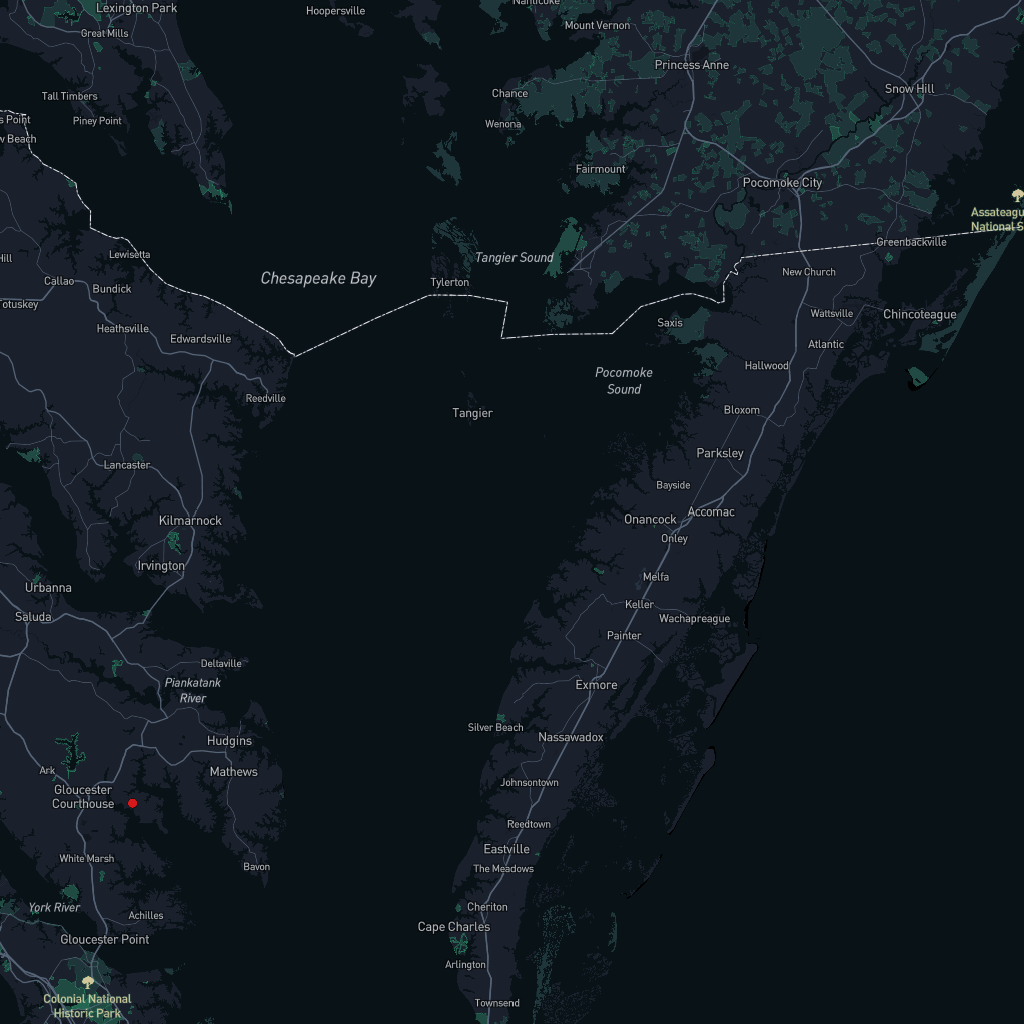 Lexington Park
Hoopersville
Nanticoke
Mount Vernon
Great Mills
Princess Anne
Snow Hill
Tall Timbers
Chance
s Point
Piney Point
Wenona
w Beach
Fairmount
Pocomoke City
Assateagu
National S
Greenbackville
Lewisetta
Hill
Tangier Sound
Chesapeake Bay
Callao
Bundick
Tylerton
New Church
otuskey
Wattsville
Chincoteague
Heathsville
Saxis
Edwardsville
Atlantic
Hallwood
Pocomoke
Sound
Reedville
Tangier
Bloxom
Parksley
Lancaster
Bayside
Kilmarnock
Onancock
Accomac
Onley
Irvington
Melfa
Urbanna
Keller
Saluda
Wachapreague
Painter
Deltaville
Piankatank
River
Exmore
Silver Beach
Nassawadox
Hudgins
Ark
Mathews
Johnsontown
Gloucester
Courthouse
Reedtown
Eastville
White Marsh
Bavon
The Meadows
York River
Cheriton
Achilles
Cape Charles
Gloucester Point
Arlington
Colonial National
Historic Park
Townsend